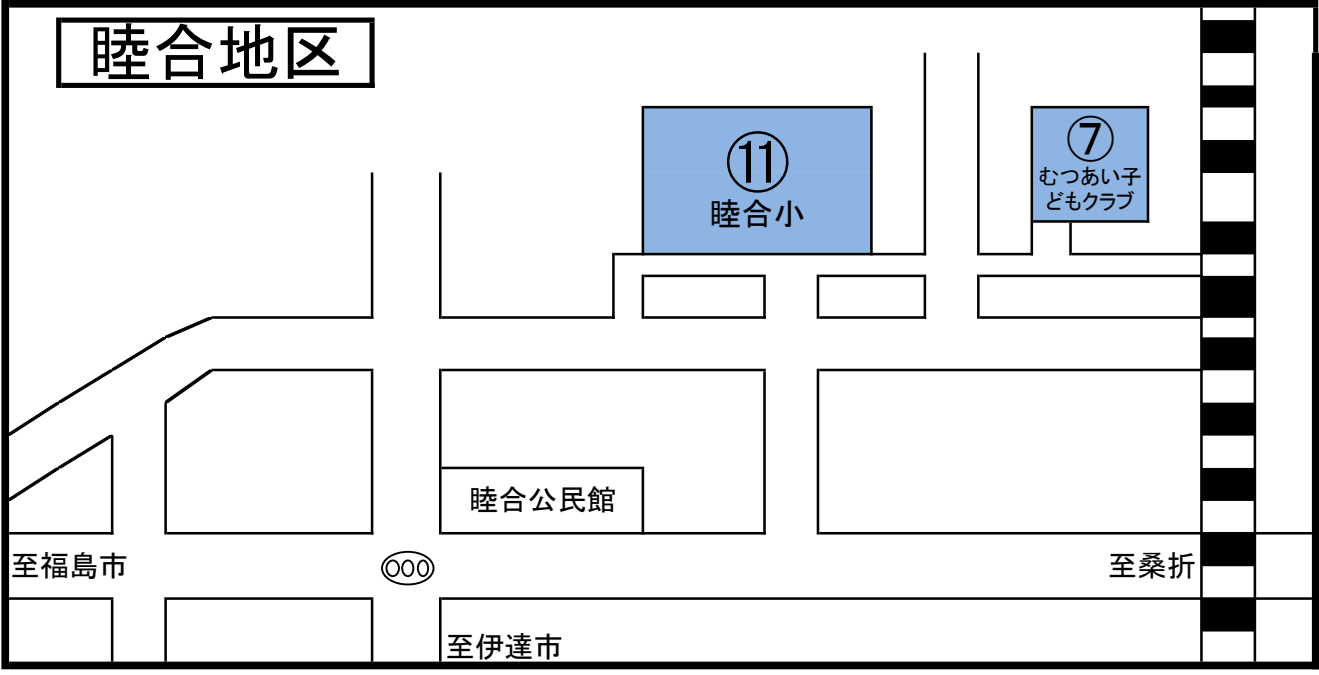 睦合地区
⑪
睦合小
⑦
むつあい子
どもクラブ
睦合公民館
至福島市
至桑折
至伊達市